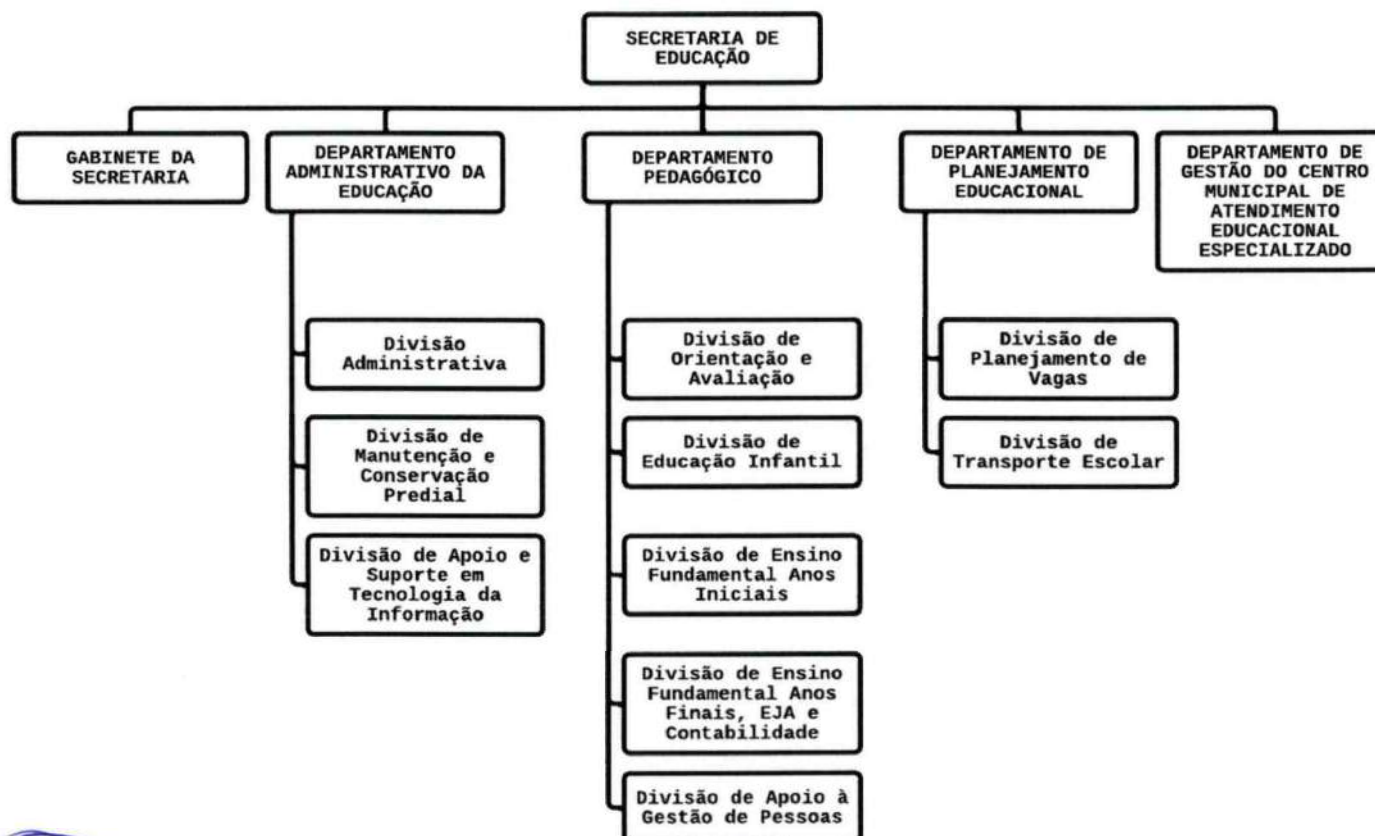 SECRETARIA DE
EDUCAÇÃO
GABINETE DA
SECRETARIA
DEPARTAMENTO
ADMINISTRATIVO DA
EDUCAÇÃO
DEPARTAMENTO
PEDAGÓGICO
DEPARTAMENTO DE
PLANEJAMENTO
EDUCACIONAL
DEPARTAMENTO DE
GESTÃO DO CENTRO
MUNICIPAL DE
ATENDIMENTO
EDUCACIONAL
ESPECIALIZADO
Divisão
Administrativa
Divisão de
Manutenção e
Conservação
Predial
Divisão de Apoio e
Suporte em
Tecnologia da
Informação
Divisão de
Orientação e
Avaliação
Divisão de
Educação Infantil
Divisão de Ensino
Fundamental Anos
Iniciais
Divisão de Ensino
Fundamental Anos
Finais, EJA e
Contabilidade
Divisão de Apoio à
Gestão de Pessoas
Divisão de
Planejamento de
Vagas
Divisão de
Transporte Escolar